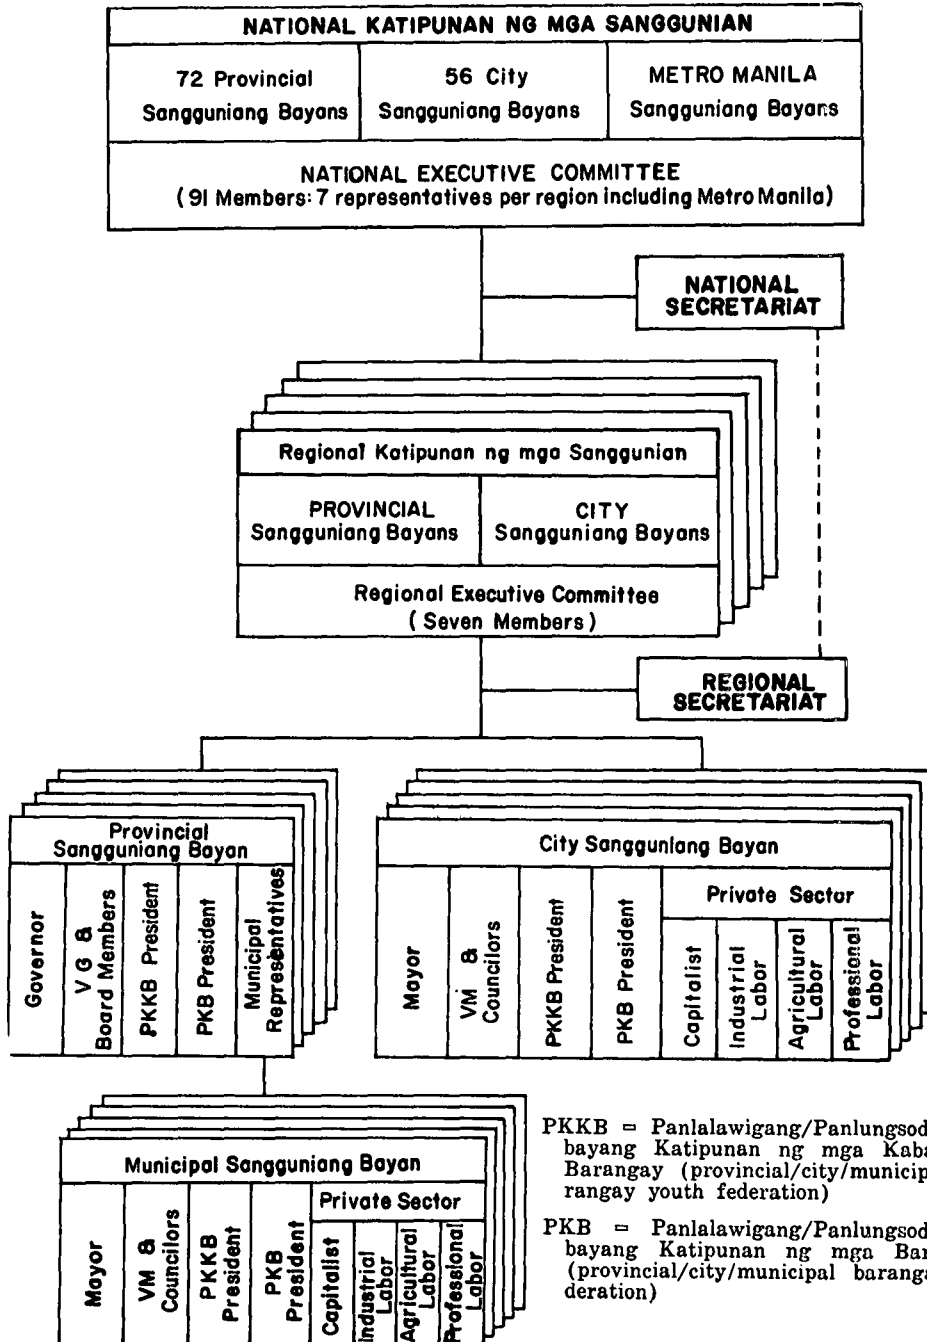 NATIONAL KATIPUNAN NG MGA SANGGUNIAN
72 Provincial
Sangguniang Bayans
56 City
Sangguniang Bayans
METRO MANILA
Sangguniang Bayans
NATIONAL EXECUTIVE COMMITTEE
(91 Members: 7 representatives per region including Metro Manila)
NATIONAL
SECRETARIAT
Regional Katipunan ng mga Sanggunian
PROVINCIAL
Sangguniang Bayans
CITY
Sangguniang Bayans
Regional Executive Committee
(Seven Members)
REGIONAL
SECRETARIAT
Provincial
Sangguniang Bayan
Governor
VG &
Board Members
PKKB President
PKB President
Municipal
Representatives
City Sangguniang Bayan
Mayor
VM &
Councilors
PKKB President
PKB President
Private Sector
Capitalist
Industrial
Labor
Agricultural
Labor
Professional
Labor
Municipal Sangguniang Bayan
Mayor
VM &
Councilors
PKKB
President
PKB
President
Private Sector
Capitalist
Industrial
Labor
Agricultural
Labor
Professional
Labor
PKKB = Panlalawigang/Panlungsod
bayang Katipunan ng mga Kaba
Barangay (provincial/city/municip
rangay youth federation)
PKB = Panlalawigang/Panlungsod
bayang Katipunan ng mga Bar
(provincial/city/municipal baranga
deration)